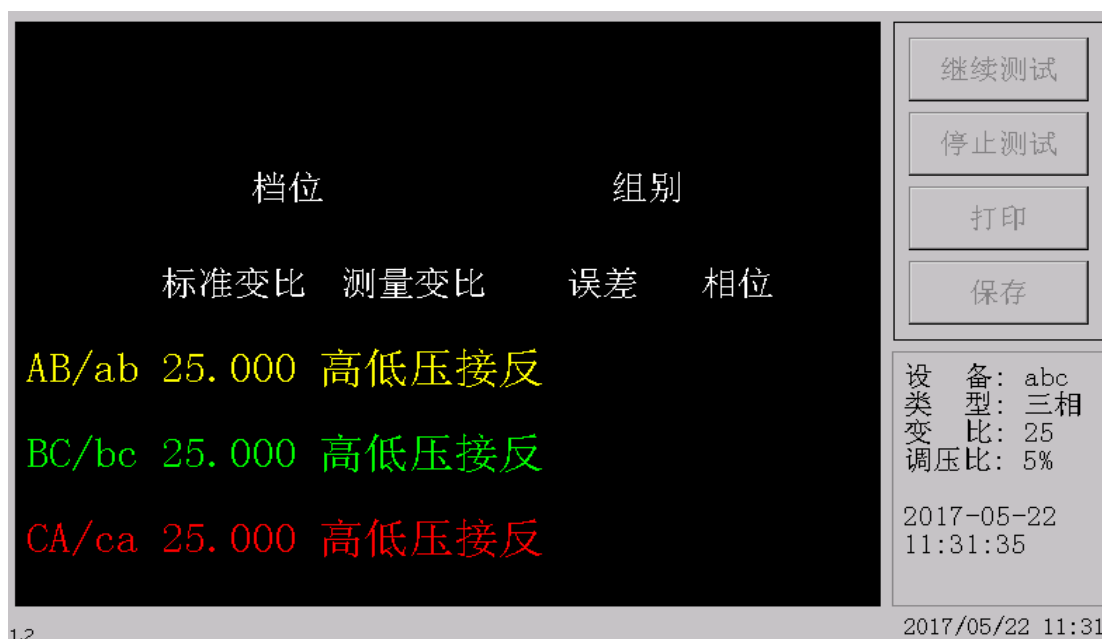 档位 组别
标准变比 测量变比 误差 相位
AB/ab 25.000 高低压接反
BC/bc 25.000 高低压接反
CA/ca 25.000 高低压接反
继续测试
停止测试
打印
保存
设 备: abc
类 型: 三相
变 比: 25
调压比: 5%
2017-05-22
11:31:35
1.2
2017/05/22 11:31